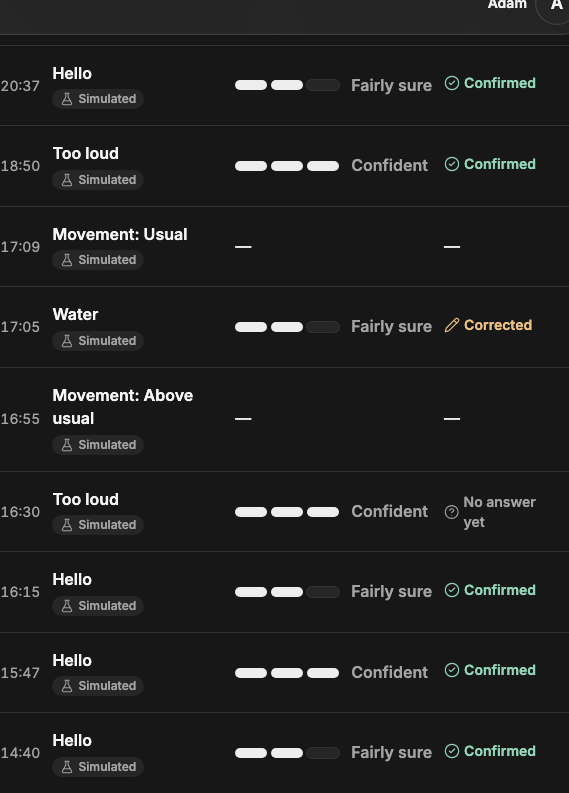 Adam
A
20:37 Hello Fairly sure Confirmed
Simulated
18:50 Too loud Confident Confirmed
Simulated
17:09 Movement: Usual — —
Simulated
17:05 Water Fairly sure Corrected
Simulated
16:55 Movement: Above usual — —
Simulated
16:30 Too loud Confident No answer yet
Simulated
16:15 Hello Fairly sure Confirmed
Simulated
15:47 Hello Confident Confirmed
Simulated
14:40 Hello Fairly sure Confirmed
Simulated